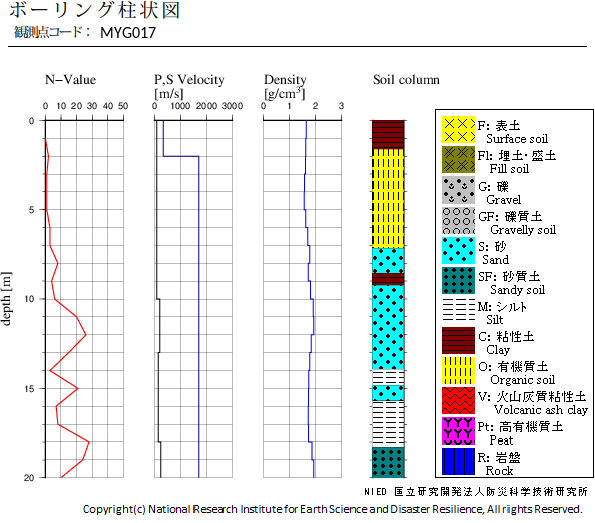 ボーリング柱状図
観測点コード： MYG017
N−Value P,S Velocity Density Soil column
[m/s] [g/cm³]
0 10 20 30 40 50 0 1000 2000 3000 0 1 2 3
0
5
10
15
20
depth [m]
F: 表土
Surface soil
Fl: 埋土・盛土
Fill soil
G: 礫
Gravel
GF: 礫質土
Gravelly soil
S: 砂
Sand
SF: 砂質土
Sandy soil
M: シルト
Silt
C: 粘性土
Clay
O: 有機質土
Organic soil
V: 火山灰質粘性土
Volcanic ash clay
Pt: 高有機質土
Peat
R: 岩盤
Rock
NIED 国立研究開発法人防災科学技術研究所
Copyright(c) National Research Institute for Earth Science and Disaster Resilience, All rights Reserved.